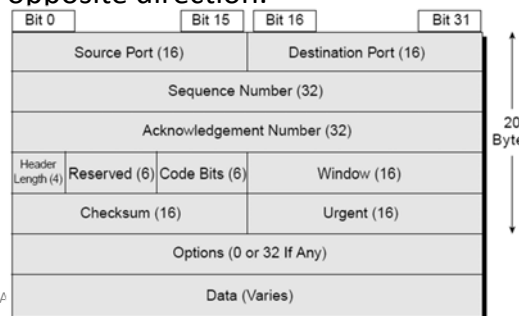 opposite direction.
Bit 0 Bit 15 Bit 16 Bit 31
Source Port (16) Destination Port (16)
Sequence Number (32)
Acknowledgement Number (32)
20
Header
Length (4) Reserved (6) Code Bits (6) Window (16)
Checksum (16) Urgent (16)
Options (0 or 32 If Any)
Data (Varies)